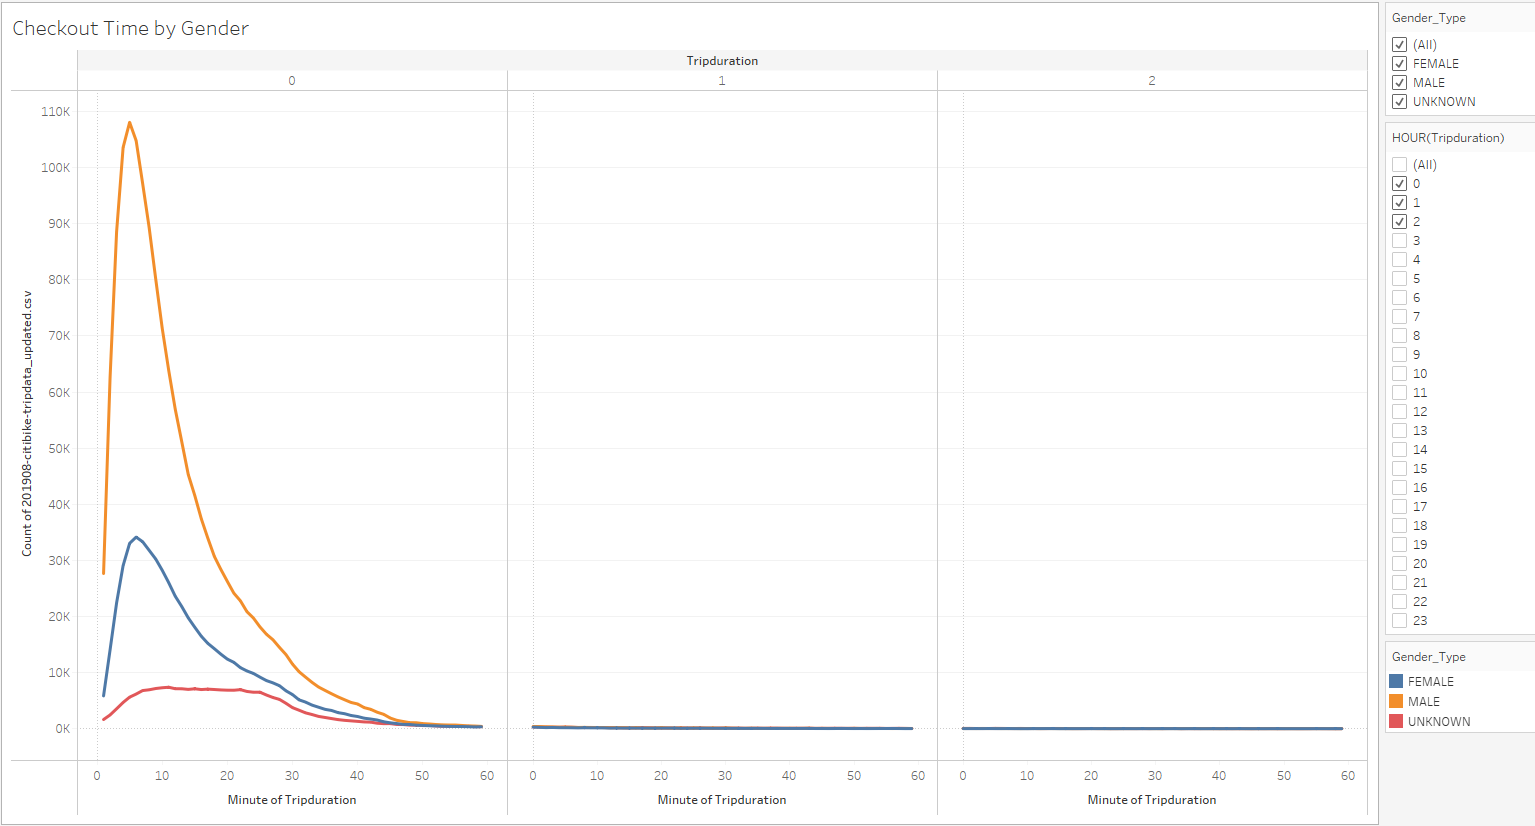 Checkout Time by Gender
Tripduration
0 1 2
Count of 201908-citibike-tripdata_updated.csv
110K
100K
90K
80K
70K
60K
50K
40K
30K
20K
10K
0K
0 10 20 30 40 50 60
0 10 20 30 40 50 60
0 10 20 30 40 50 60
Minute of Tripduration
Minute of Tripduration
Minute of Tripduration
Gender_Type
(All)
FEMALE
MALE
UNKNOWN
HOUR(Tripduration)
(All)
0
1
2
3
4
5
6
7
8
9
10
11
12
13
14
15
16
17
18
19
20
21
22
23
Gender_Type
FEMALE
MALE
UNKNOWN